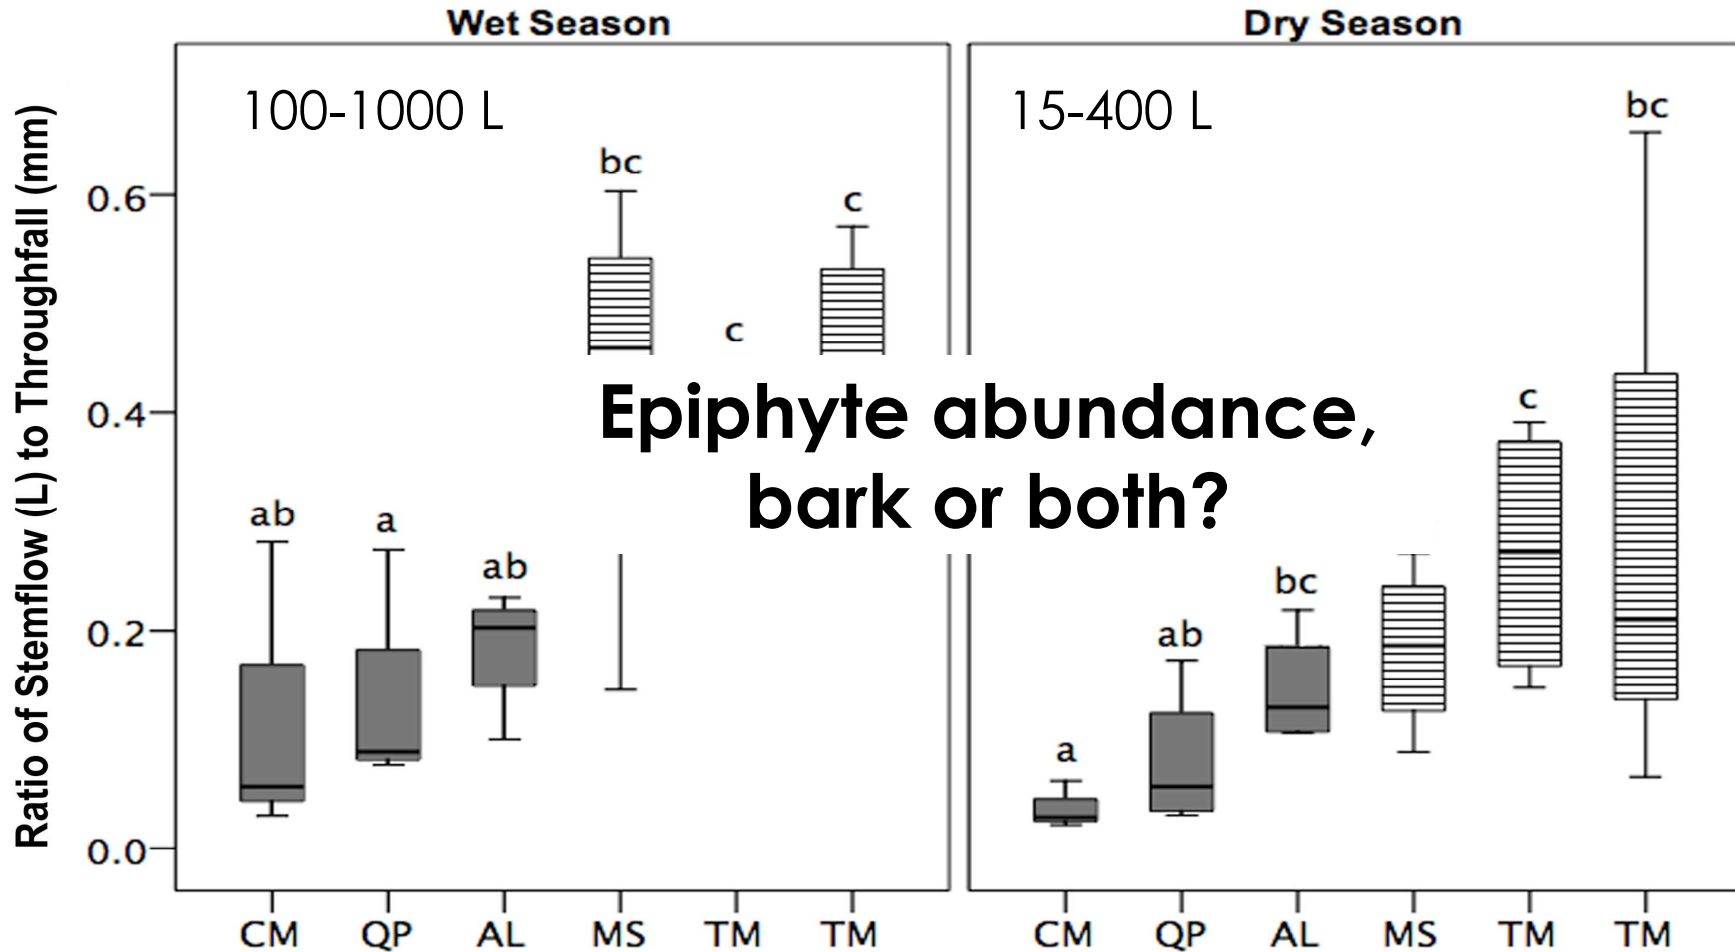 Wet Season
Dry Season
Ratio of Stemflow (L) to Throughfall (mm)
100-1000 L
15-400 L
0.6
0.4
0.2
0.0
ab
a
ab
bc
c
c
a
ab
bc
c
bc
Epiphyte abundance,
bark or both?
CM QP AL MS TM TM
CM QP AL MS TM TM